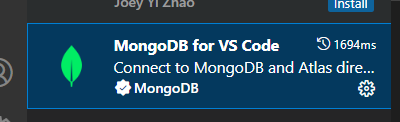 Joey Yi Zhao
Install
MongoDB for VS Code 1694ms
Connect to MongoDB and Atlas dire...
MongoDB